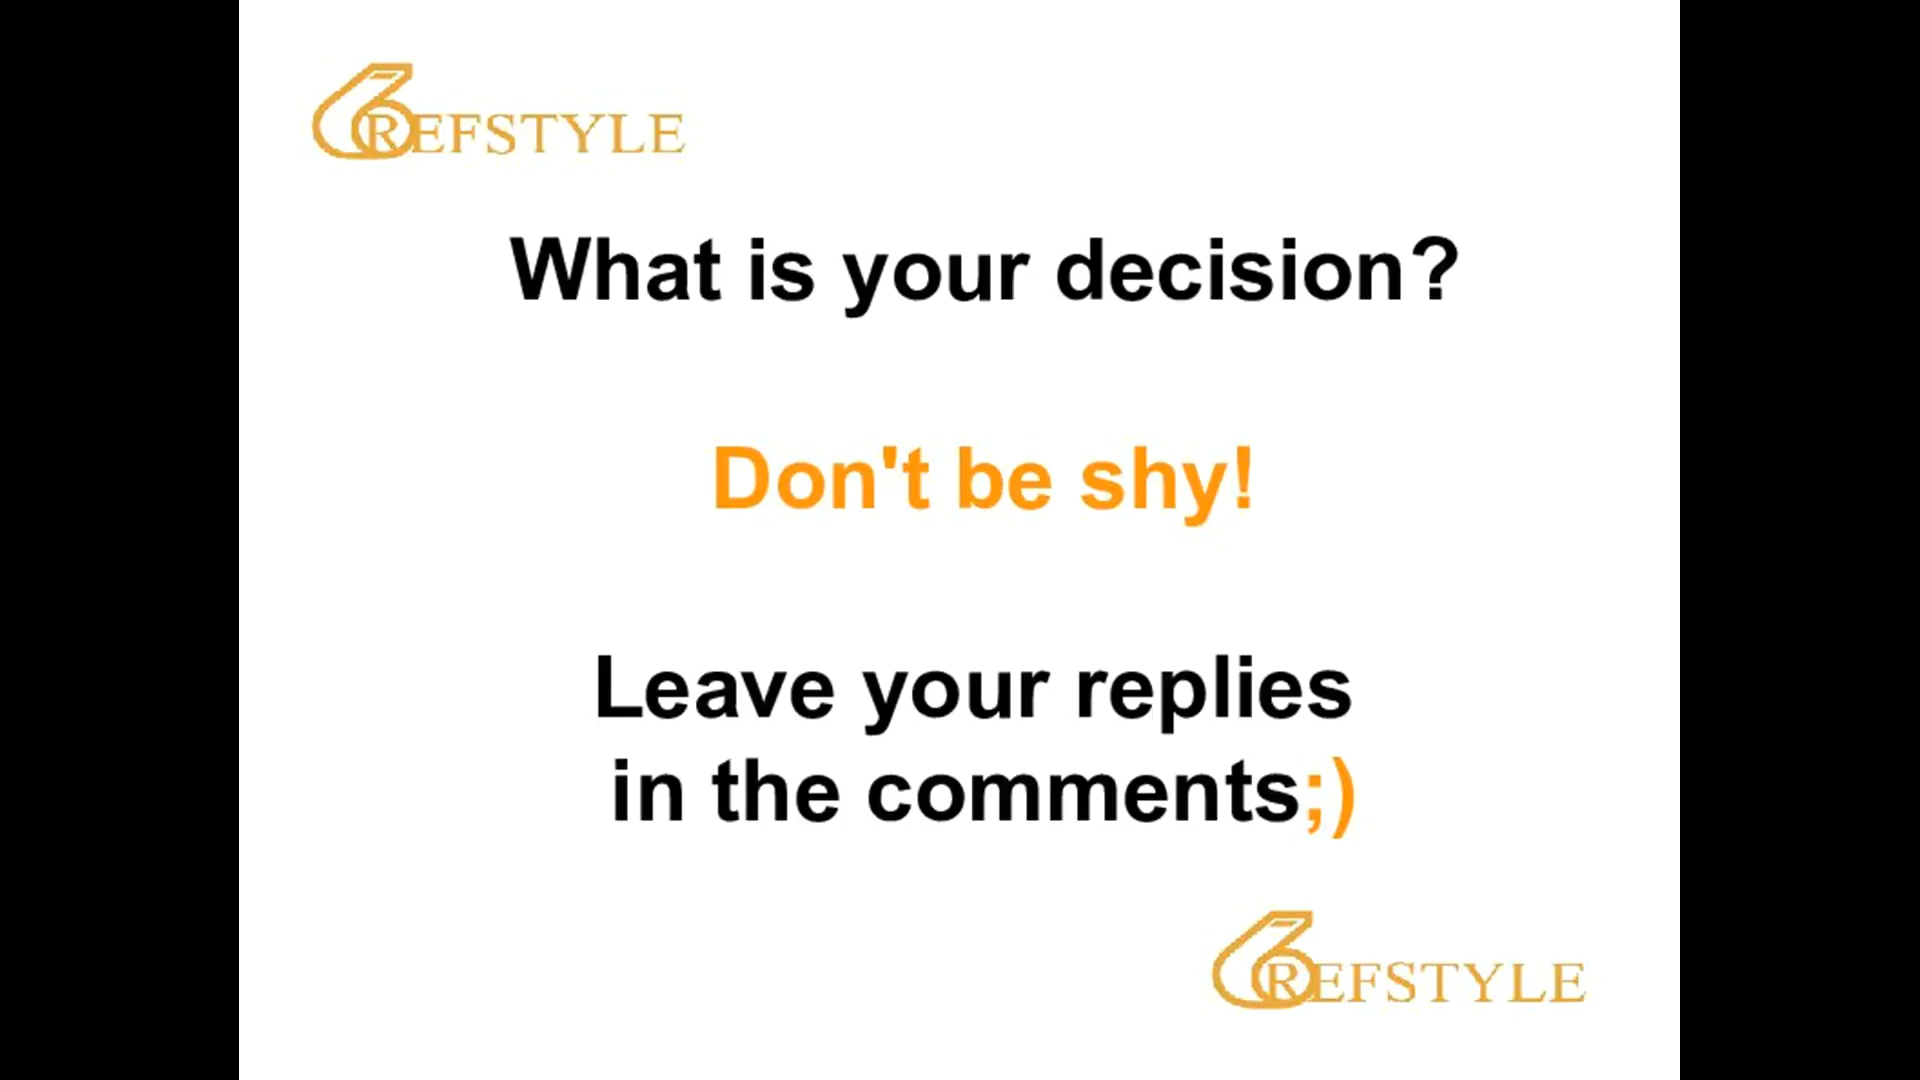 REFSTYLE
What is your decision?
Don't be shy!
Leave your replies
in the comments;)
REFSTYLE